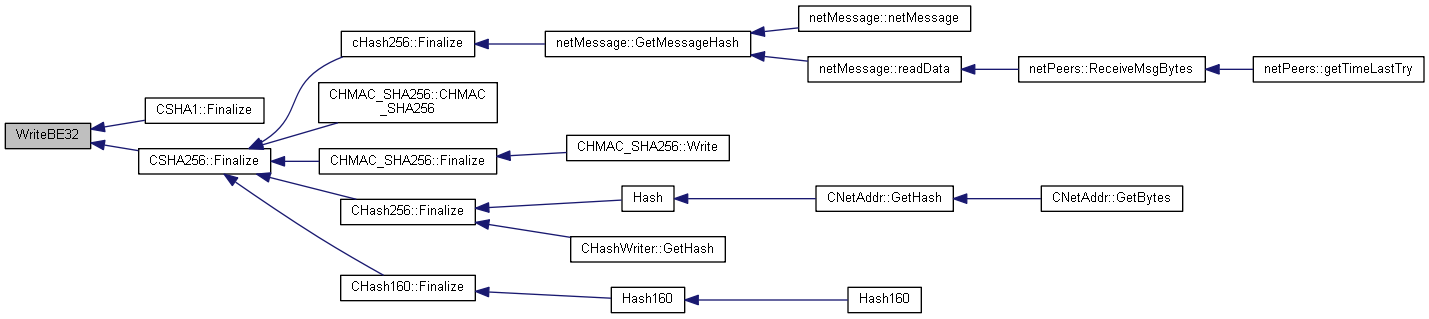 netMessage::netMessage
cHash256::Finalize
netMessage::GetMessageHash
netMessage::readData
netPeers::ReceiveMsgBytes
netPeers::getTimeLastTry
CHMAC_SHA256::CHMAC
_SHA256
CSHA1::Finalize
WriteBE32
CSHA256::Finalize
CHMAC_SHA256::Finalize
CHMAC_SHA256::Write
CHash256::Finalize
Hash
CNetAddr::GetHash
CNetAddr::GetBytes
CHashWriter::GetHash
CHash160::Finalize
Hash160
Hash160